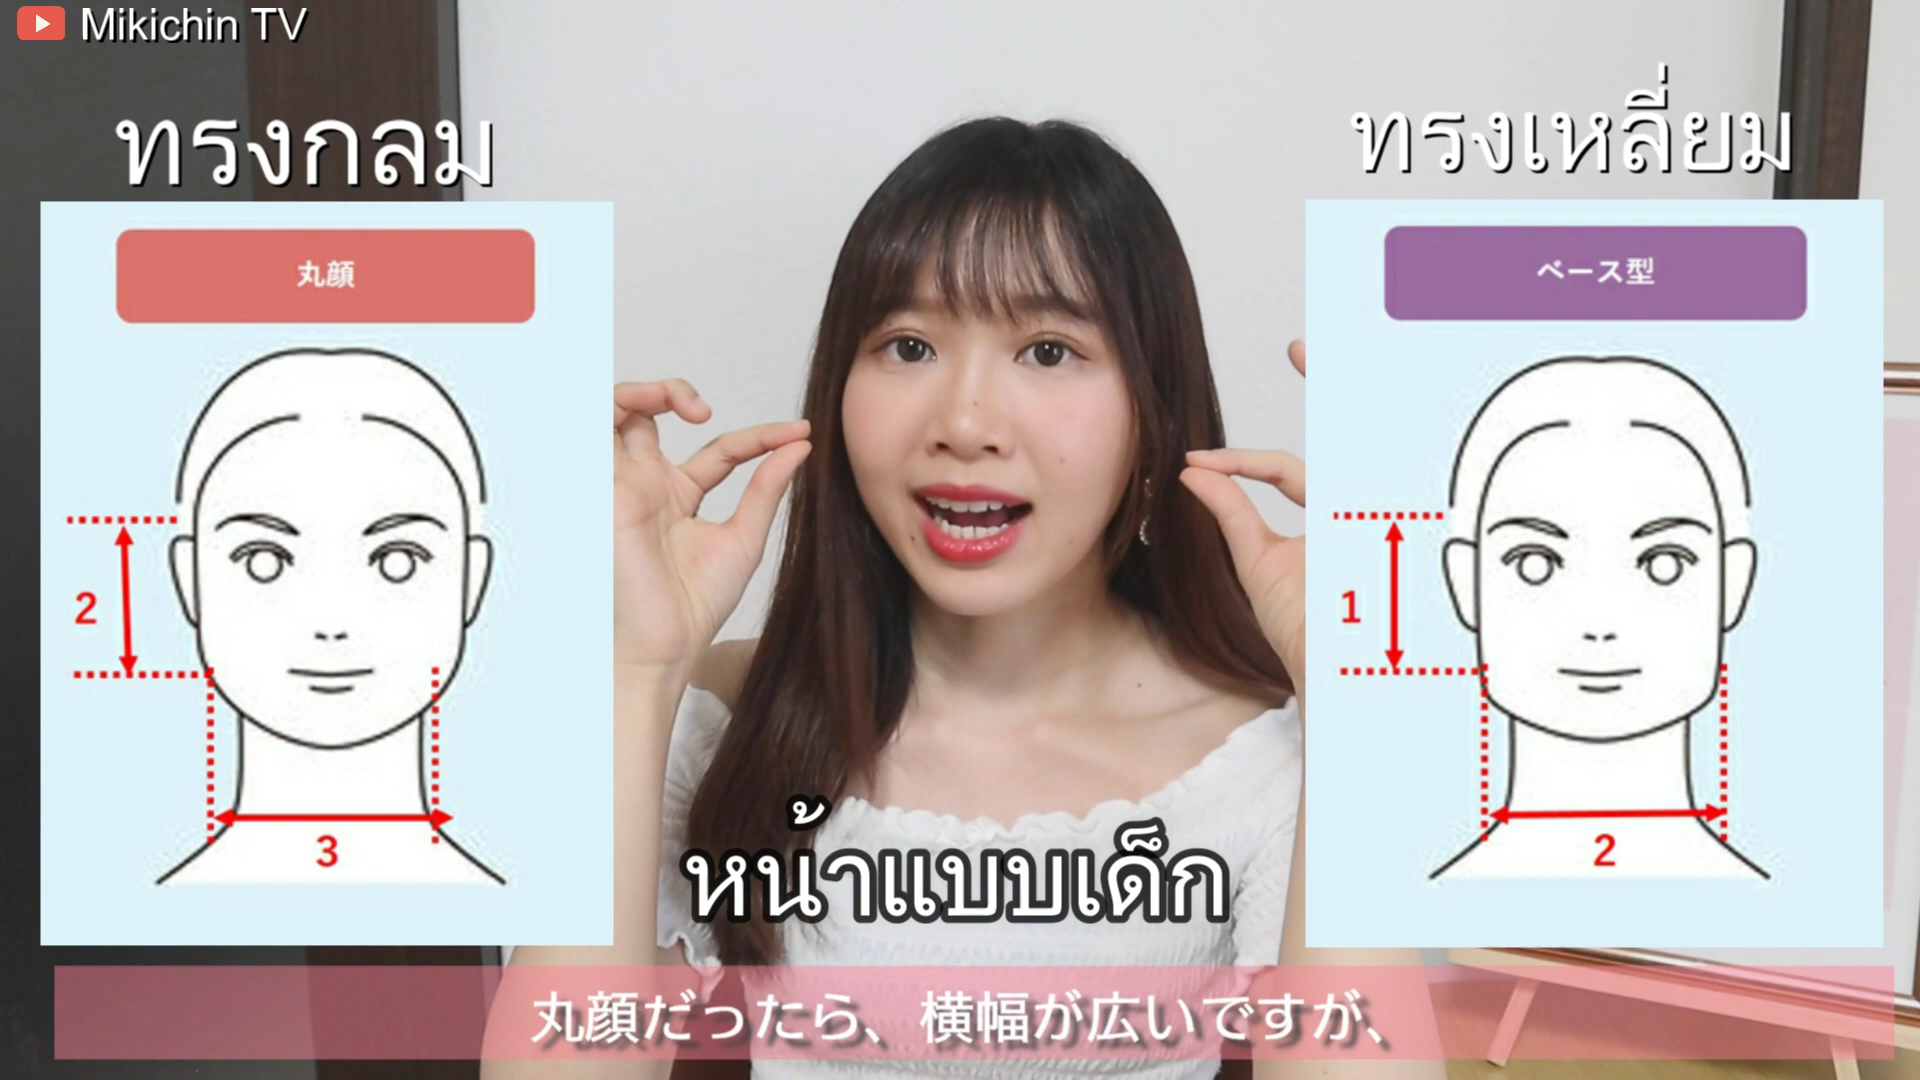 Mikichin TV
ทรงกลม
ทรงเหลี่ยม
丸顔
ベース型
2
3
1
2
หน้าแบบเด็ก
丸顔だったら、横幅が広いですが、